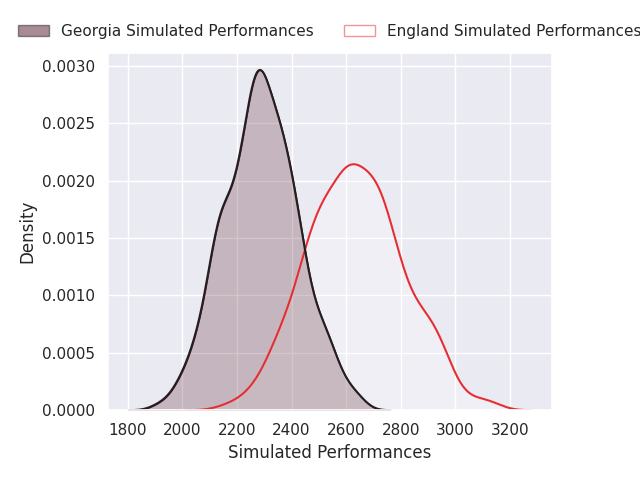 Georgia Simulated Performances England Simulated Performances
0.0030
0.0025
0.0020
0.0015
0.0010
0.0005
0.0000
Density
1800 2000 2200 2400 2600 2800 3000 3200
Simulated Performances